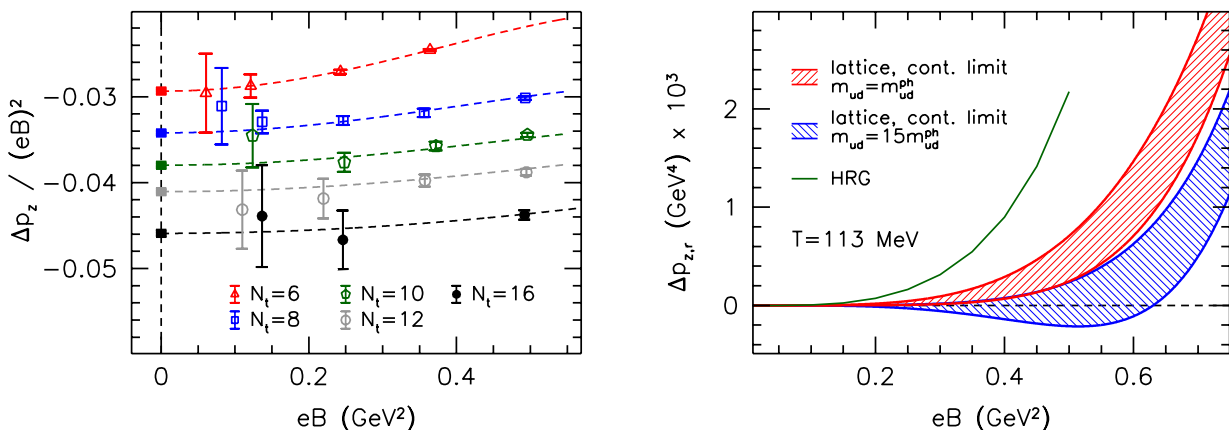 Δp_z / (eB)²
−0.03
−0.04
−0.05
N_t=6
N_t=10
N_t=16
N_t=8
N_t=12
0
0.2
0.4
eB (GeV²)
Δp_z,r (GeV⁴) x 10³
2
1
0
lattice, cont. limit
m_ud=m_ud^ph
lattice, cont. limit
m_ud=15m_ud^ph
HRG
T=113 MeV
0.2
0.4
0.6
eB (GeV²)